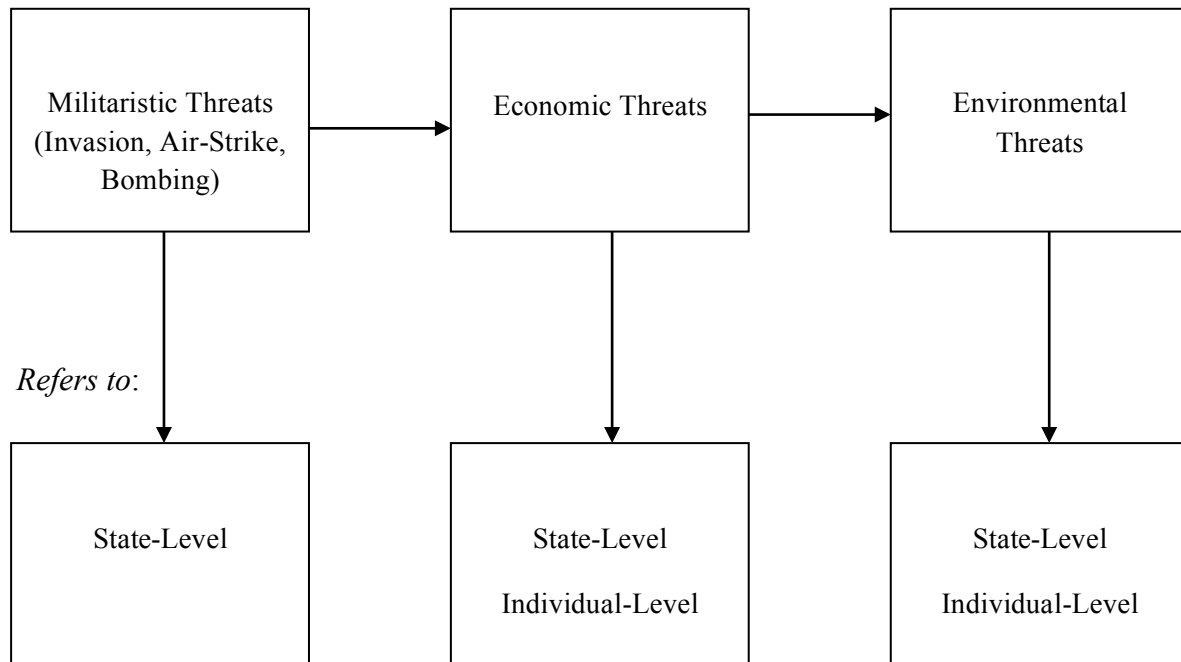 Militaristic Threats
(Invasion, Air-Strike,
Bombing)
Economic Threats
Environmental
Threats
Refers to:
State-Level
State-Level
Individual-Level
State-Level
Individual-Level